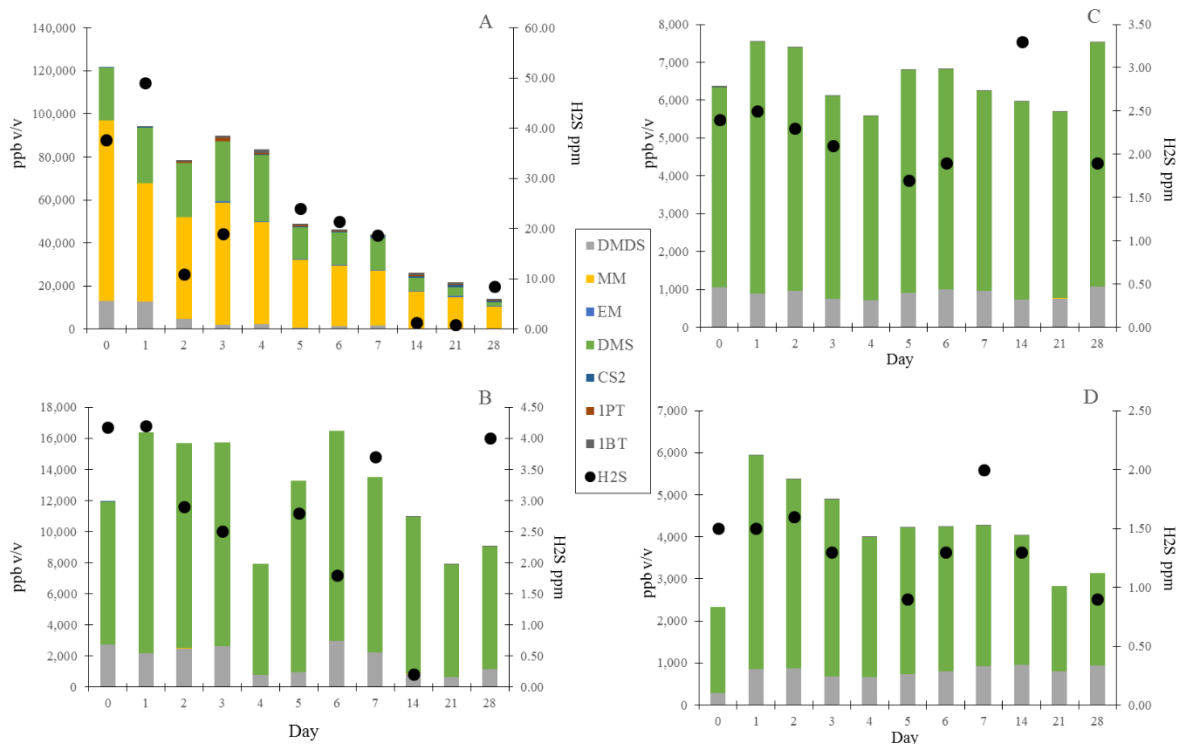 A
140,000
120,000
100,000
80,000
60,000
40,000
20,000
0
ppb v/v
60.00
50.00
40.00
30.00
20.00
10.00
0.00
H2S ppm
0 1 2 3 4 5 6 7 14 21 28
B
18,000
16,000
14,000
12,000
10,000
8,000
6,000
4,000
2,000
0
ppb v/v
4.50
4.00
3.50
3.00
2.50
2.00
1.50
1.00
0.50
0.00
H2S ppm
0 1 2 3 4 5 6 7 14 21 28
Day
DMDS
MM
EM
DMS
CS2
1PT
1BT
H2S
C
8,000
7,000
6,000
5,000
4,000
3,000
2,000
1,000
0
ppb v/v
3.50
3.00
2.50
2.00
1.50
1.00
0.50
0.00
H2S ppm
0 1 2 3 4 5 6 7 14 21 28
Day
D
7,000
6,000
5,000
4,000
3,000
2,000
1,000
0
ppb v/v
2.50
2.00
1.50
1.00
0.50
0.00
H2S ppm
0 1 2 3 4 5 6 7 14 21 28
Day